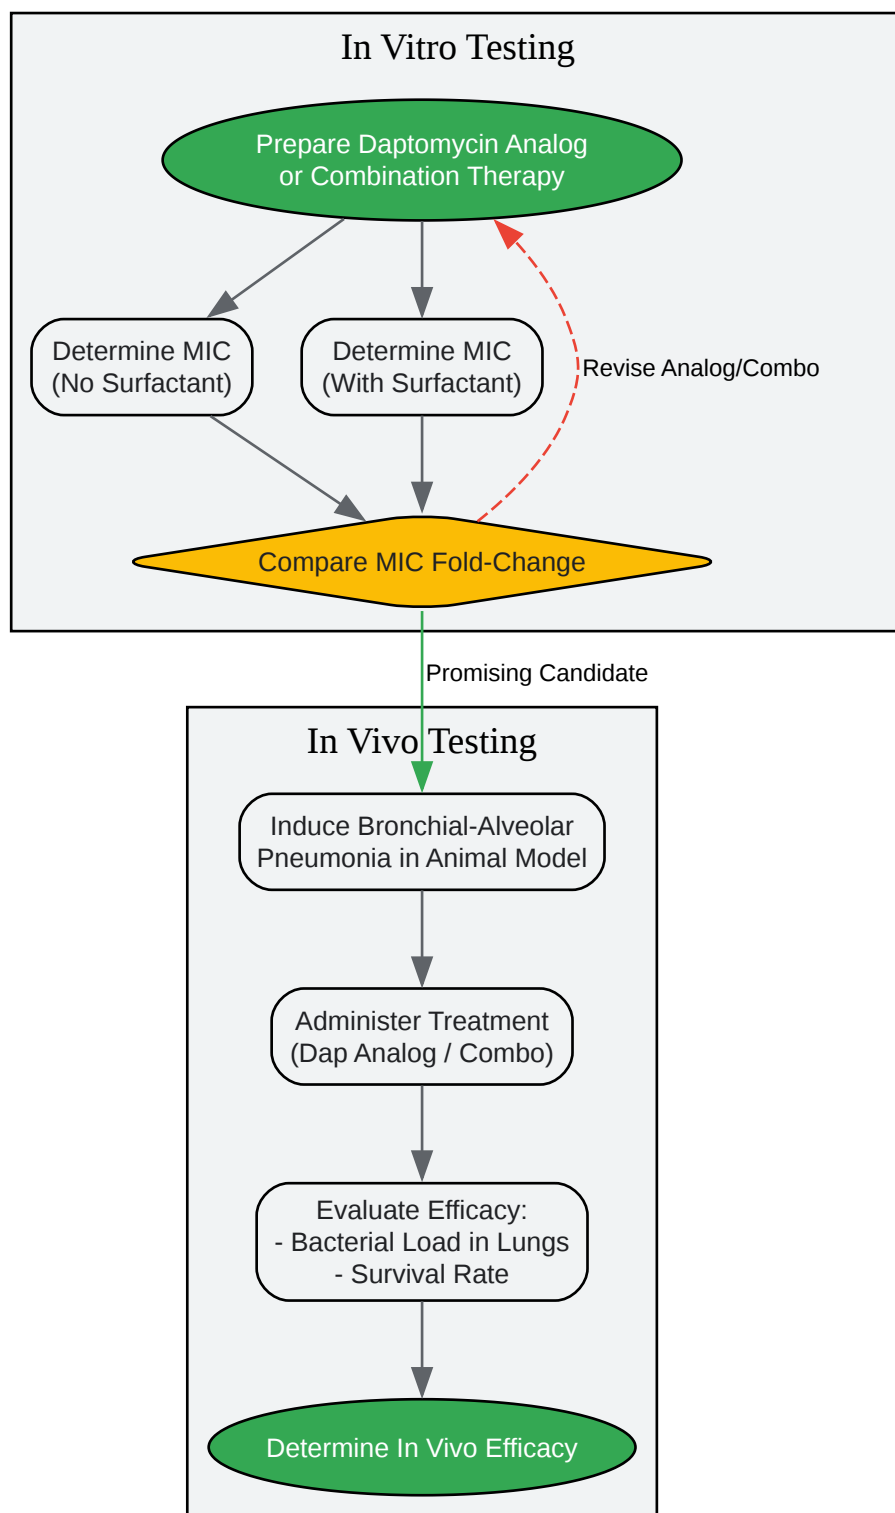 In Vitro Testing
Prepare Daptomycin Analog
or Combination Therapy
Determine MIC
(No Surfactant)
Determine MIC
(With Surfactant)
Revise Analog/Combo
Compare MIC Fold-Change
Promising Candidate
In Vivo Testing
Induce Bronchial-Alveolar
Pneumonia in Animal Model
Administer Treatment
(Dap Analog / Combo)
Evaluate Efficacy:
- Bacterial Load in Lungs
- Survival Rate
Determine In Vivo Efficacy